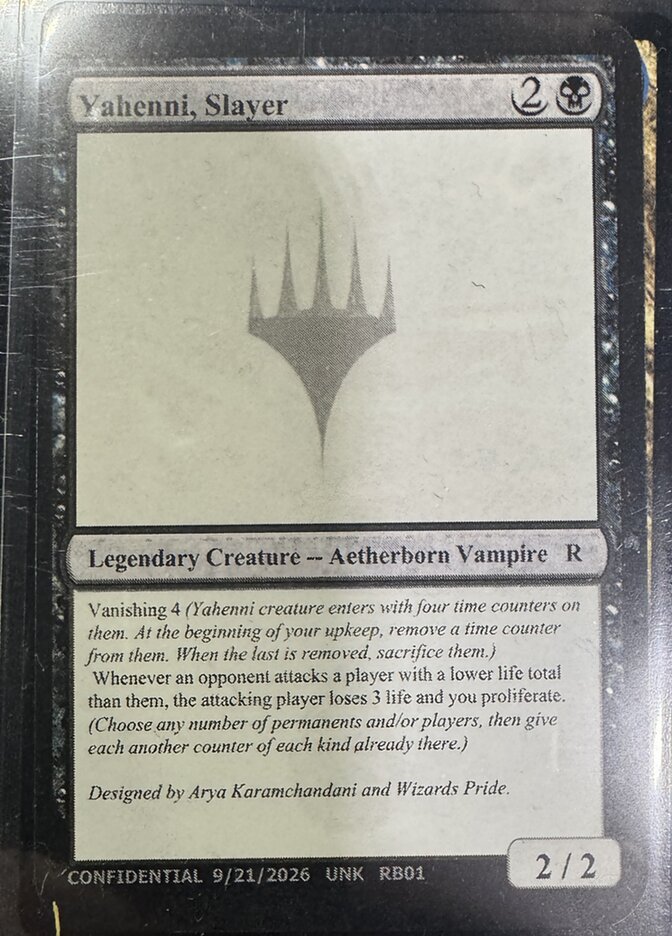 Yahenni, Slayer 2
Legendary Creature -- Aetherborn Vampire R
Vanishing 4 (Yahenni creature enters with four time counters on
them. At the beginning of your upkeep, remove a time counter
from them. When the last is removed, sacrifice them.)
Whenever an opponent attacks a player with a lower life total
than them, the attacking player loses 3 life and you proliferate.
(Choose any number of permanents and/or players, then give
each another counter of each kind already there.)
Designed by Arya Karamchandani and Wizards Pride.
2 / 2
CONFIDENTIAL 9/21/2026 UNK RB01